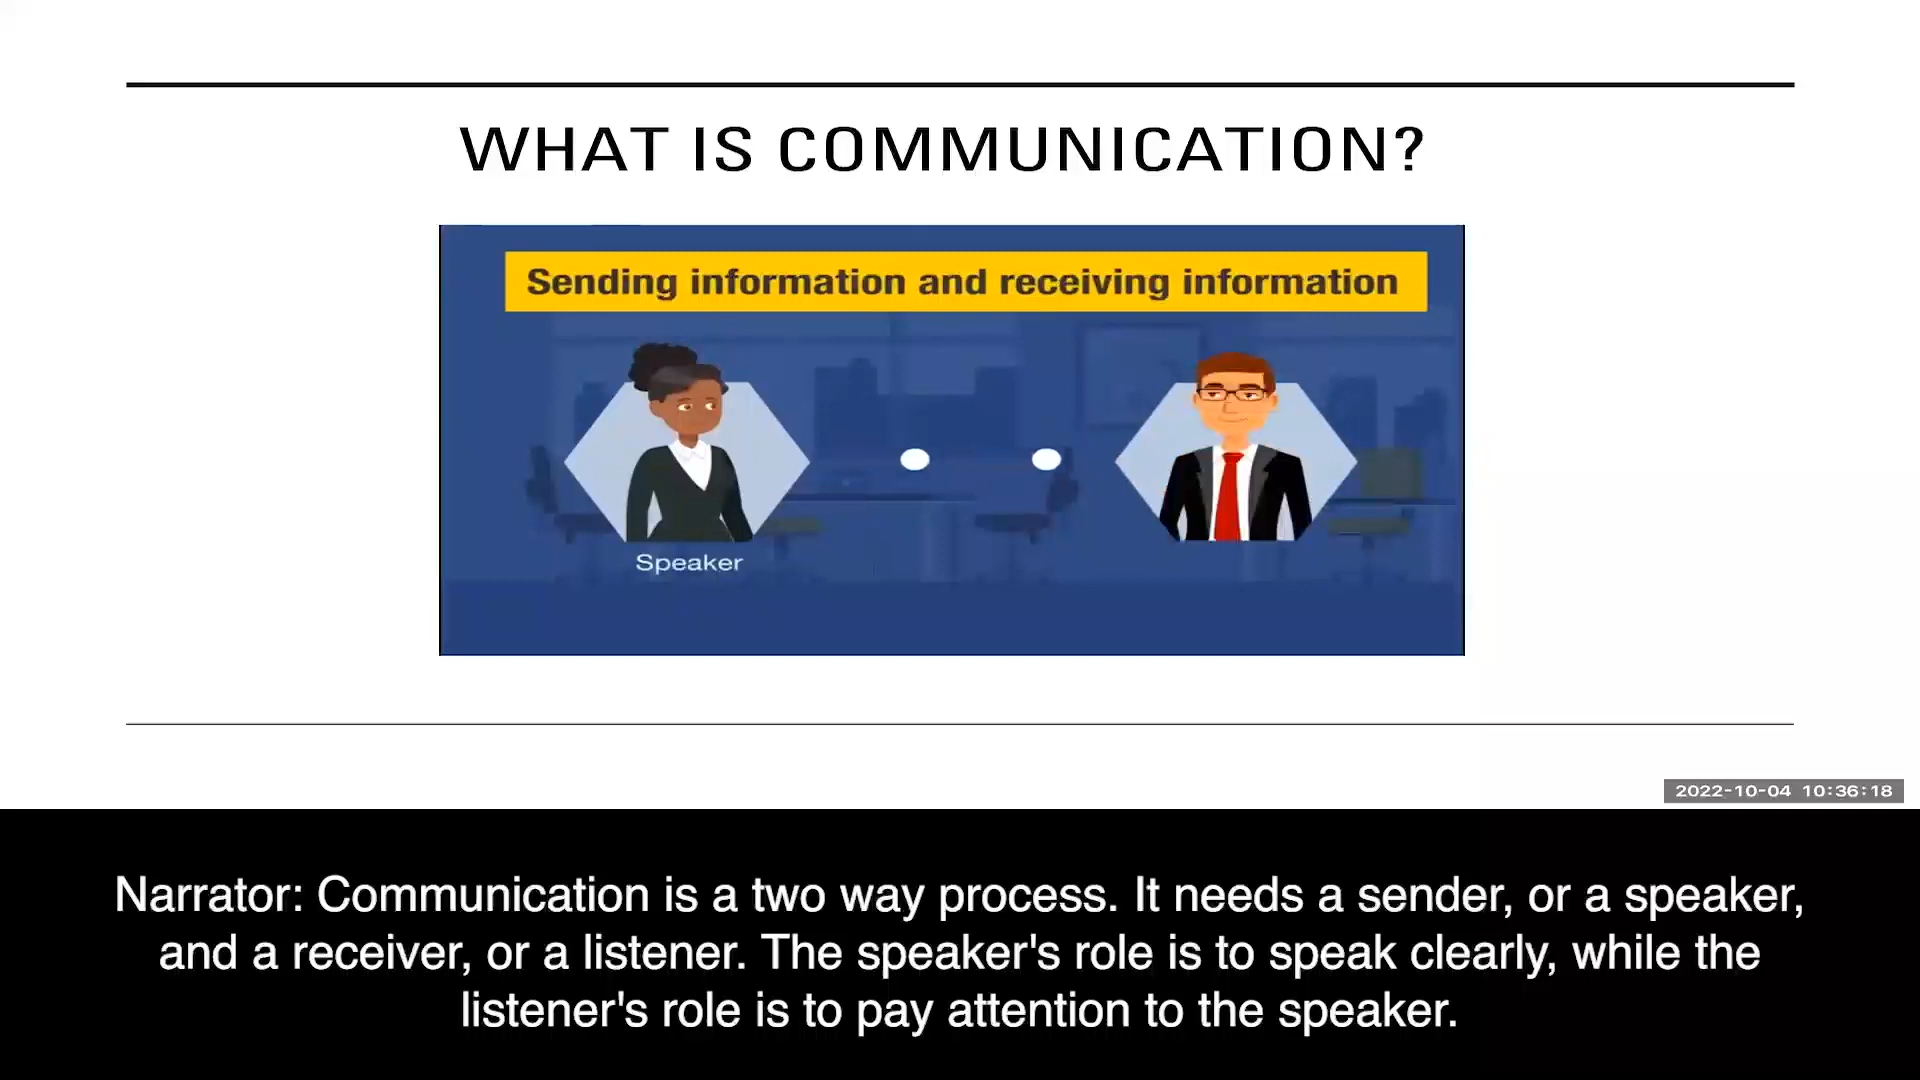 WHAT IS COMMUNICATION?
Sending information and receiving information
Speaker
2022-10-04 10:36:18
Narrator: Communication is a two way process. It needs a sender, or a speaker,
and a receiver, or a listener. The speaker's role is to speak clearly, while the
listener's role is to pay attention to the speaker.